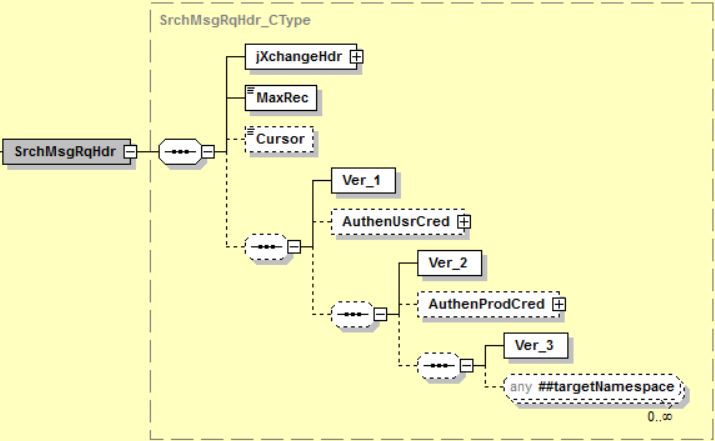 SrchMsgRqHdr_CType
jXchangeHdr
MaxRec
Cursor
SrchMsgRqHdr
Ver_1
AuthenUsrCred
Ver_2
AuthenProdCred
Ver_3
any ##targetNamespace
0..∞